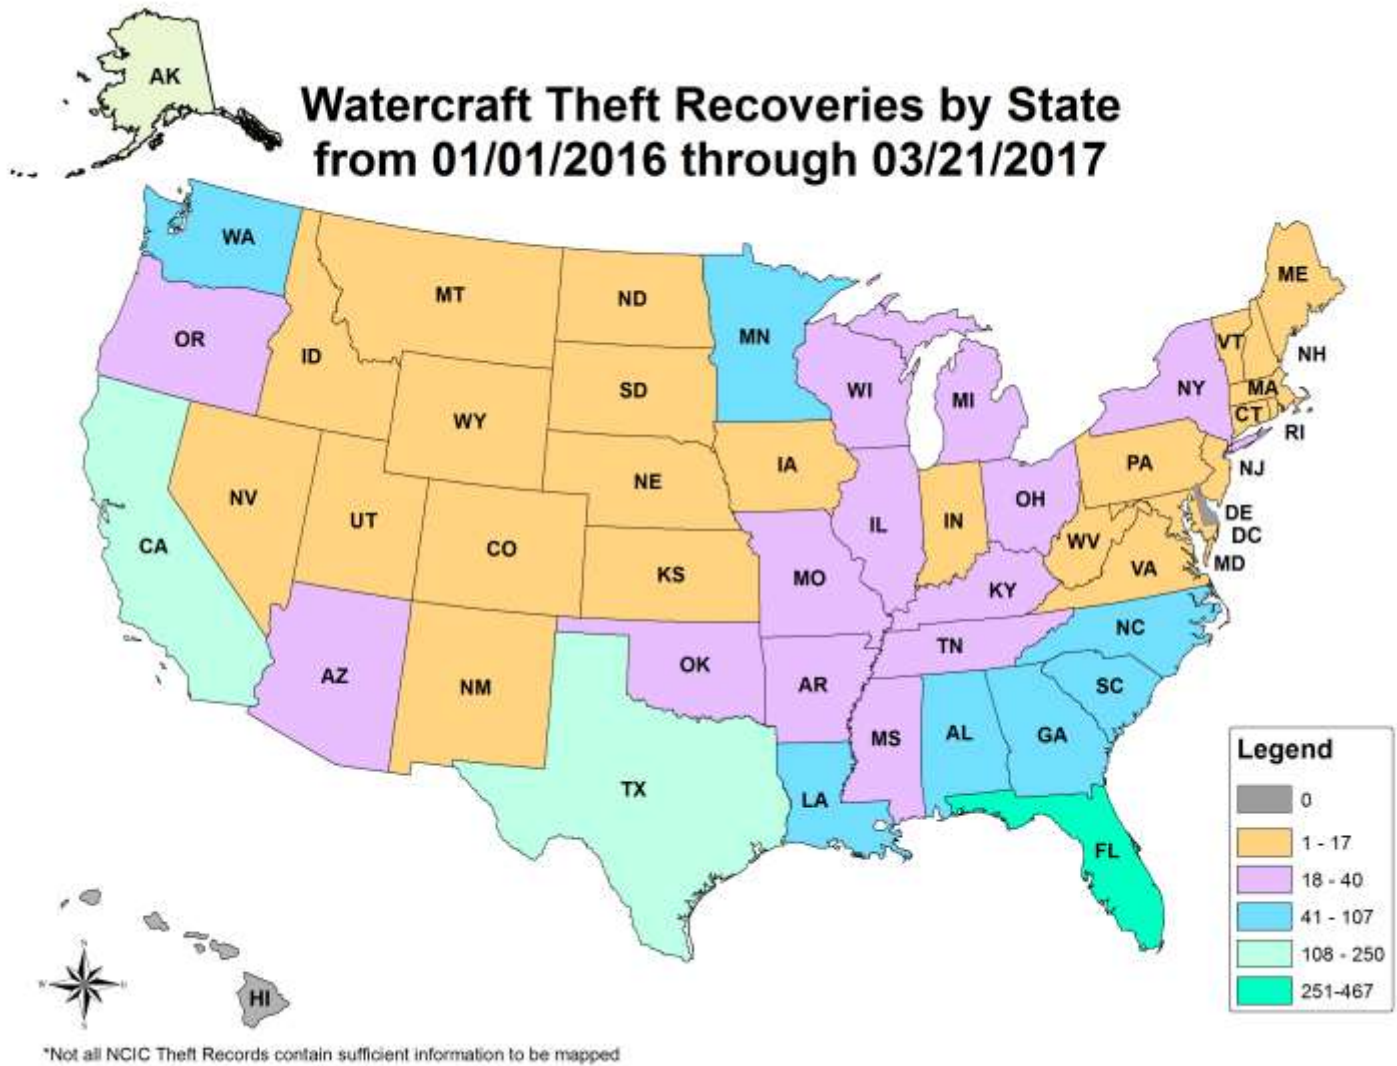 AK
Watercraft Theft Recoveries by State
from 01/01/2016 through 03/21/2017
WA
MT
ND
MN
ME
OR
ID
SD
WI
MI
NY
VT
NH
MA
CT
RI
WY
IA
PA
NJ
NE
NV
UT
CO
IL
IN
OH
DE
DC
MD
WV
VA
CA
KS
MO
KY
NC
TN
AZ
NM
OK
AR
SC
MS
AL
GA
TX
LA
FL
Legend
0
1 - 17
18 - 40
41 - 107
108 - 250
251-467
N
W
S
HI
*Not all NCIC Theft Records contain sufficient information to be mapped